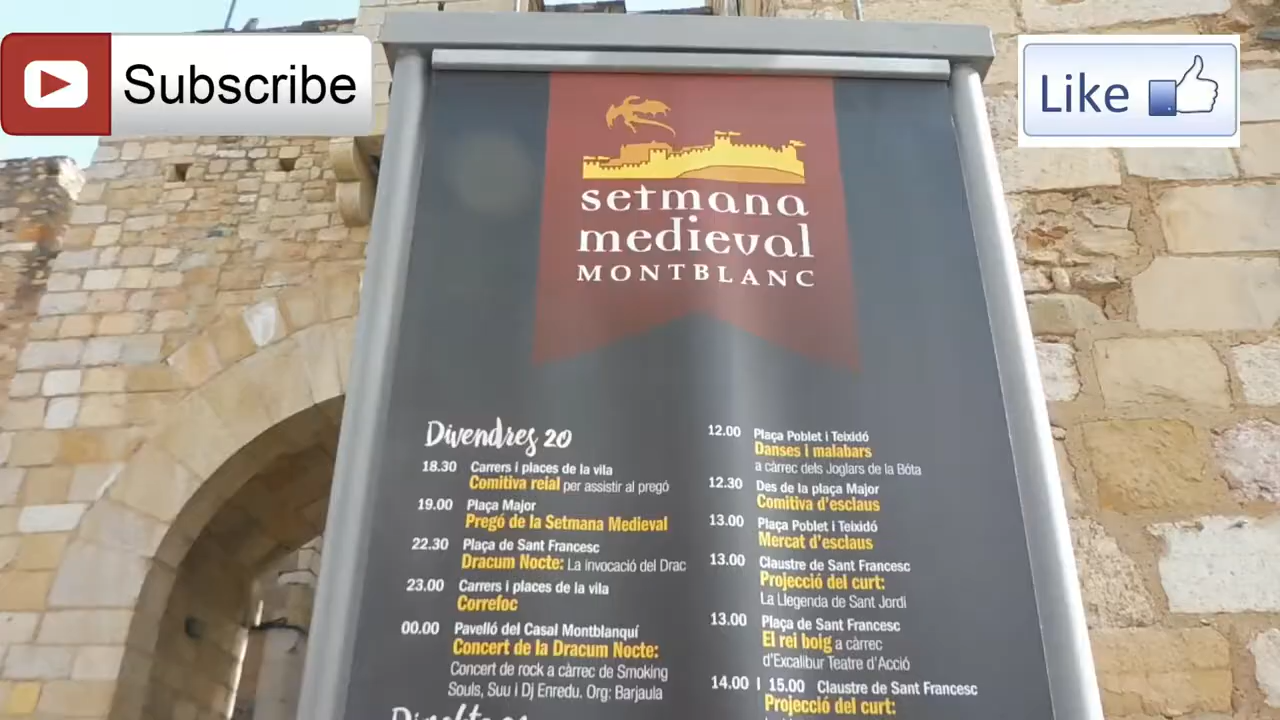 Subscribe
Like
setmana
medieval
MONTBLANC
Divendres 20
18.30 Carrers i places de la vila
Comitiva reial per assistir al pregó
19.00 Plaça Major
Pregó de la Setmana Medieval
22.30 Plaça de Sant Francesc
Dracum Nocte: La invocació del Drac
23.00 Carrers i places de la vila
Correfoc
00.00 Pavelló del Casal Montblanquí
Concert de la Dracum Nocte:
Concert de rock a càrrec de Smoking
Souls, Suu i Dj Enredu. Org: Barjaula
12.00 Plaça Poblet i Teixidó
Danses i malabars
a càrrec dels Joglars de la Bóta
12.30 Des de la plaça Major
Comitiva d'esclaus
13.00 Plaça Poblet i Teixidó
Mercat d'esclaus
13.00 Claustre de Sant Francesc
Projecció del curt:
La Llegenda de Sant Jordi
13.00 Plaça de Sant Francesc
El rei boig a càrrec
d'Excalibur Teatre d'Acció
14.00 I 15.00 Claustre de Sant Francesc
Projecció del curt: